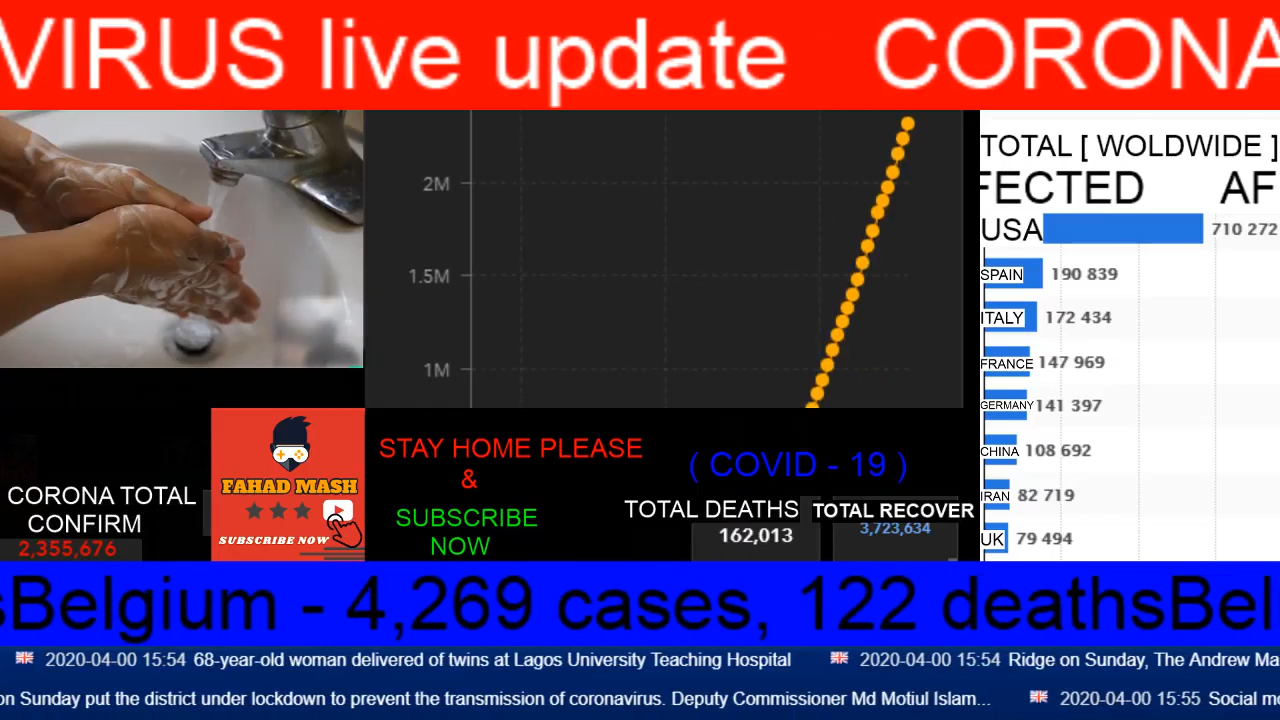 VIRUS live update CORONA
2M
1.5M
1M
TOTAL [ WOLDWIDE ]
FECTED AF
USA 710 272
SPAIN 190 839
ITALY 172 434
FRANCE 147 969
GERMANY 141 397
CHINA 108 692
IRAN 82 719
UK 79 494
CORONA TOTAL
CONFIRM
2,355,676
FAHAD MASH
SUBSCRIBE NOW
STAY HOME PLEASE
&
SUBSCRIBE
NOW
( COVID - 19 )
TOTAL DEATHS
162,013
TOTAL RECOVER
3,723,634
sBelgium - 4,269 cases, 122 deathsBel
2020-04-00 15:54 68-year-old woman delivered of twins at Lagos University Teaching Hospital 2020-04-00 15:54 Ridge on Sunday, The Andrew Ma
on Sunday put the district under lockdown to prevent the transmission of coronavirus. Deputy Commissioner Md Motiul Islam... 2020-04-00 15:55 Social m